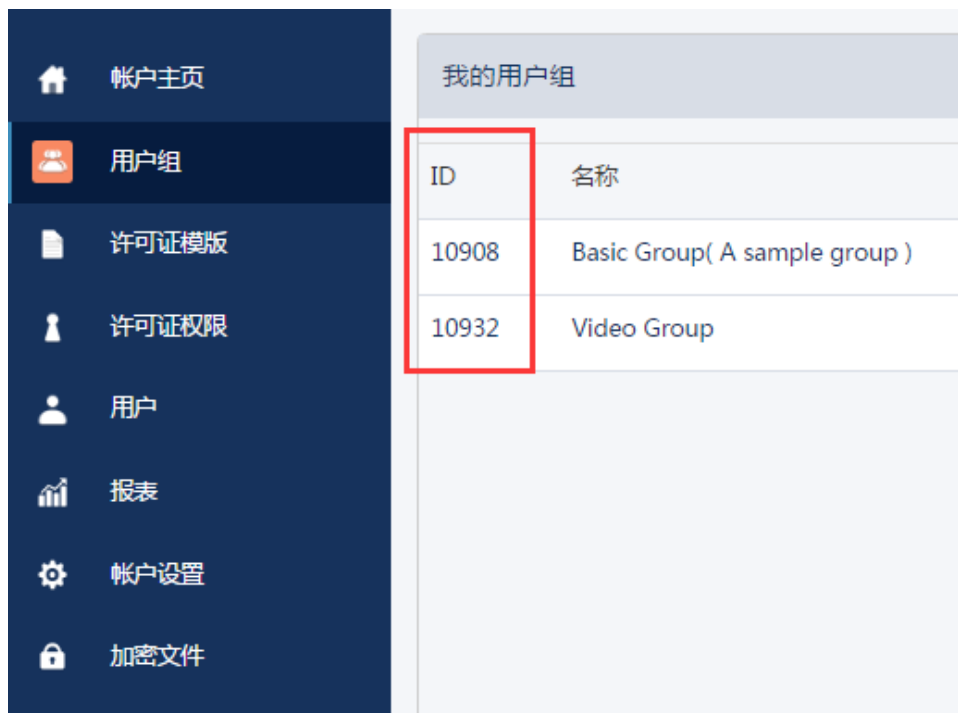 帐户主页
用户组
许可证模版
许可证权限
用户
报表
帐户设置
加密文件
我的用户组
ID 名称
10908 Basic Group( A sample group )
10932 Video Group